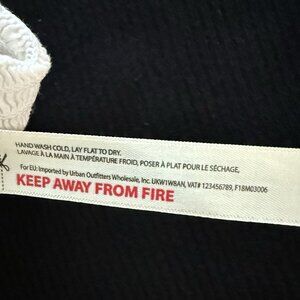 HAND WASH COLD, LAY FLAT TO DRY.
LAVAGE À LA MAIN À TEMPÉRATURE FROID, POSER À PLAT POUR LE SÉCHAGE,
For EU: Imported by Urban Outfitters Wholesale, Inc. UKW1W8AN, VAT# 123456789, F18M03006
KEEP AWAY FROM FIRE